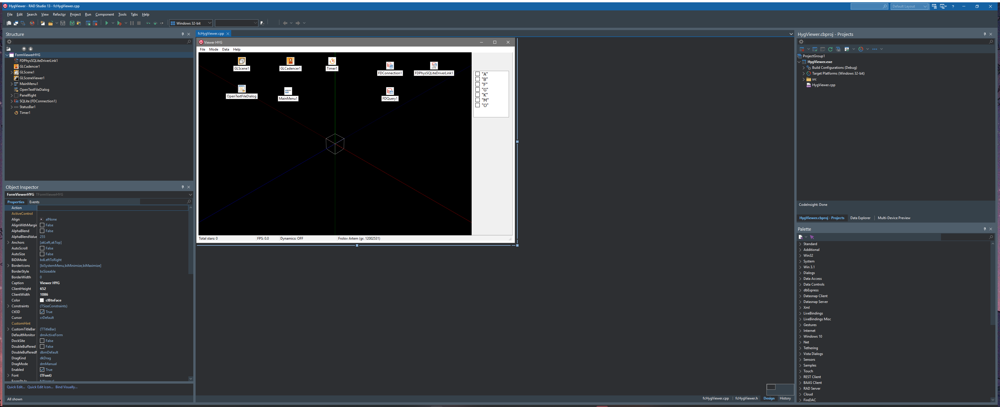 HygViewer - RAD Studio 13 - fcHygViewer.cpp
Default Layout
File Edit Search View Refactor Project Run Component Tools Tabs Help
Windows 32-bit
Structure
FormViewerHYG
FDPhysSQLiteDriverLink1
GLCadencer1
GLScene1
GLSceneViewer1
MainMenu1
OpenTextFileDialog
PanelRight
SQLite {FDConnection1}
StatusBar1
Timer1
Object Inspector
FormViewerHYG TFormViewerHYG
Properties Events
Action
ActiveControl
Align alNone
AlignWithMargin False
AlphaBlend False
AlphaBlendValue 255
Anchors [akLeft,akTop]
AutoScroll False
AutoSize False
BiDiMode bdLeftToRight
BorderIcons [biSystemMenu,biMinimize,biMaximize]
BorderStyle bsSizeable
BorderWidth 0
Caption Viewer HYG
ClientHeight 652
ClientWidth 1086
Color clBtnFace
Constraints (TSizeConstraints)
Ctl3D True
Cursor crDefault
CustomHint
CustomTitleBar (TTitleBar)
DefaultMonitor dmActiveForm
DockSite False
DoubleBuffered False
DoubleBufferedM dbmDefault
DragKind dkDrag
DragMode dmManual
Enabled True
Font (TFont)
FormStyle fsNormal
Quick Edit... Quick Edit Icon... Bind Visually...
All shown
fcHygViewer.cpp
Viewer HYG
File Mode Data Help
GLScene1
GLCadencer1
Timer1
FDConnection1
FDPhysSQLiteDriverLink1
OpenTextFileDialog
MainMenu1
FDQuery1
"A"
"B"
"F"
"G"
"K"
"M"
"O"
Total stars: 0 FPS: 0.0 Dynamics: OFF Frolov Artem (gr. 12002531)
fcHygViewer.cpp fcHygViewer.h Design History
HygViewer.cbproj - Projects
ProjectGroup1
HygViewer.exe
Build Configurations (Debug)
Target Platforms (Windows 32-bit)
src
HygViewer.cpp
CodeInsight: Done
HygViewer.cbproj - Projects Data Explorer Multi-Device Preview
Palette
Standard
Additional
Win32
System
Win 3.1
Dialogs
Data Access
Data Controls
dbExpress
Datasnap Client
Datasnap Server
Xml
LiveBindings
LiveBindings Misc
Gestures
Internet
Windows 10
Net
Tethering
Vista Dialogs
Sensors
Samples
Touch
REST Client
BAAS Client
RAD Server
Cloud
FireDAC